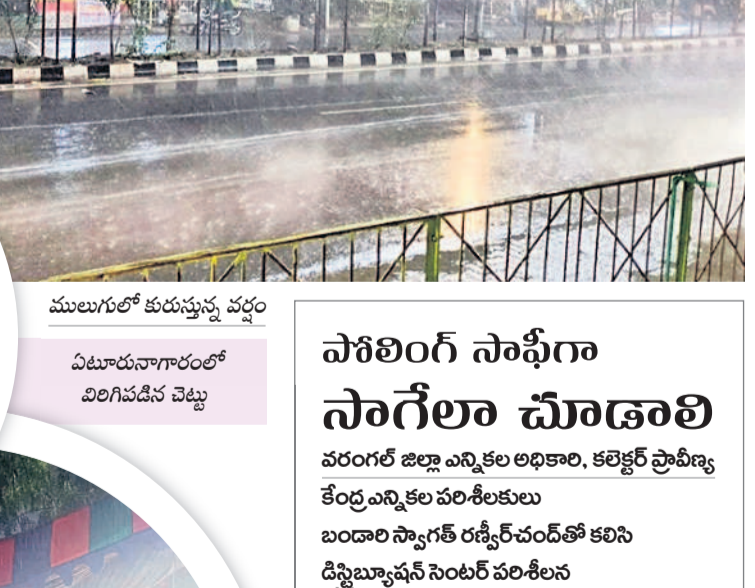 ములుగులో కురుస్తున్న వర్షం
ఏటూరునాగారంలో
విరిగిపడిన చెట్టు
పోలింగ్ సాఫీగా
సాగేలా చూడాలి
వరంగల్ జిల్లా ఎన్నికల అధికారి, కలెక్టర్ ప్రావీణ్య
కేంద్ర ఎన్నికల పరిశీలకులు
బండారి స్వాగత్ రణ్వీర్‌చంద్‌తో కలిసి
డిస్ట్రిబ్యూషన్ సెంటర్ పరిశీలన